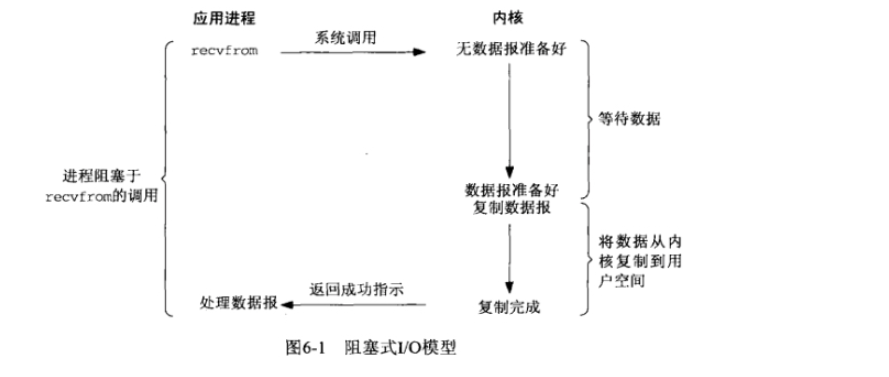 应用进程
内核
recvfrom
系统调用
无数据报准备好
等待数据
进程阻塞于
recvfrom的调用
数据报准备好
复制数据报
将数据从内
核复制到用
户空间
处理数据报
返回成功指示
复制完成
图6-1 阻塞式I/O模型